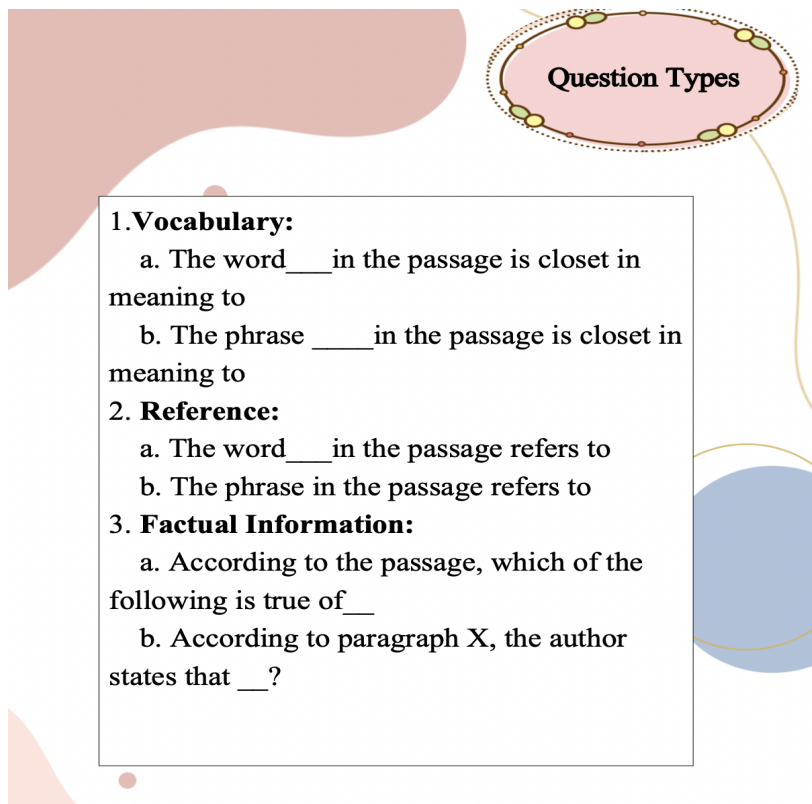 Question Types
1.Vocabulary:
a. The word___in the passage is closet in
meaning to
b. The phrase ____in the passage is closet in
meaning to
2. Reference:
a. The word___in the passage refers to
b. The phrase in the passage refers to
3. Factual Information:
a. According to the passage, which of the
following is true of__
b. According to paragraph X, the author
states that __?